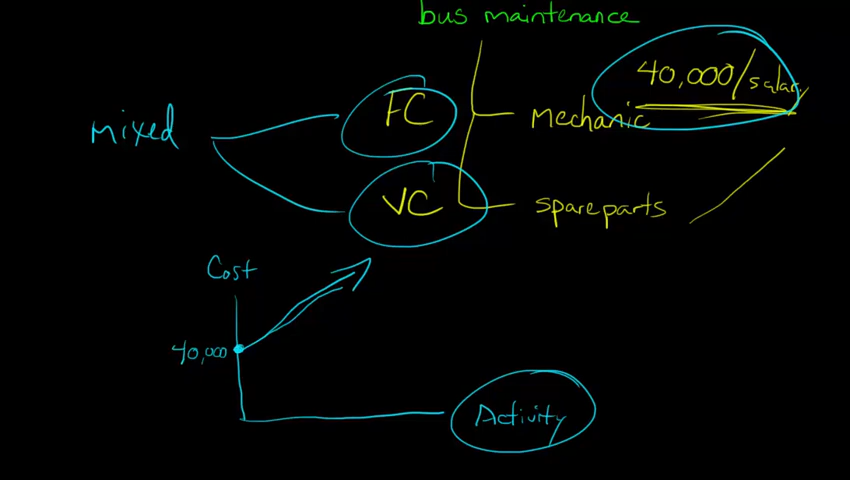 bus maintenance
40,000/salary
mixed
FC
Mechanic
VC
spareparts
Cost
40,000
Activity